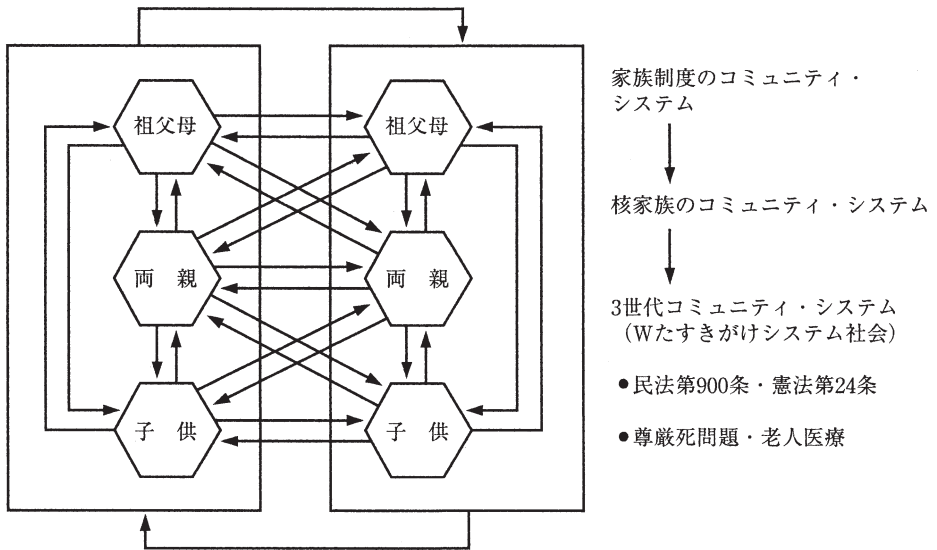 祖父母
両親
子供
祖父母
両親
子供
家族制度のコミュニティ・
システム
核家族のコミュニティ・システム
3世代コミュニティ・システム
（Wたすきがけシステム社会）
●民法第900条・憲法第24条
●尊厳死問題・老人医療